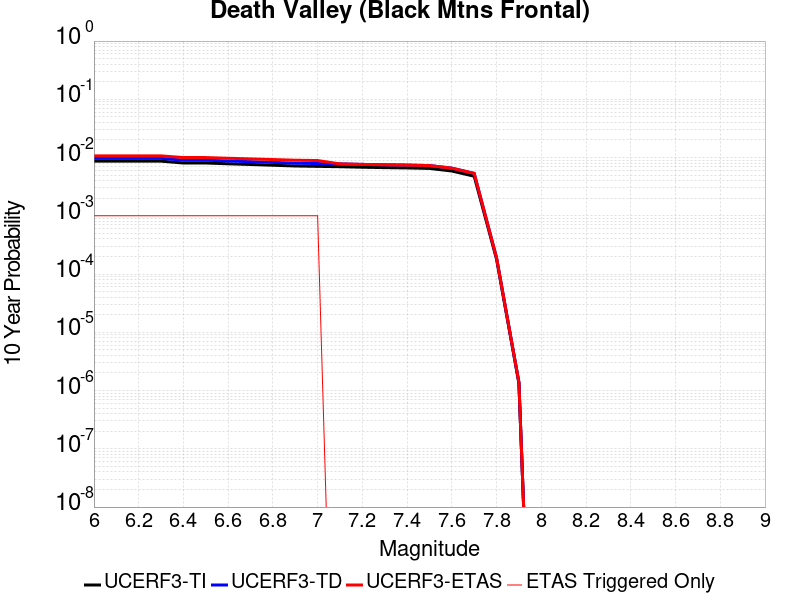 Death Valley (Black Mtns Frontal)
10^0
10^-1
10^-2
10^-3
10^-4
10^-5
10^-6
10^-7
10^-8
10 Year Probability
6 6.2 6.4 6.6 6.8 7 7.2 7.4 7.6 7.8 8 8.2 8.4 8.6 8.8 9
Magnitude
UCERF3-TI UCERF3-TD UCERF3-ETAS ETAS Triggered Only